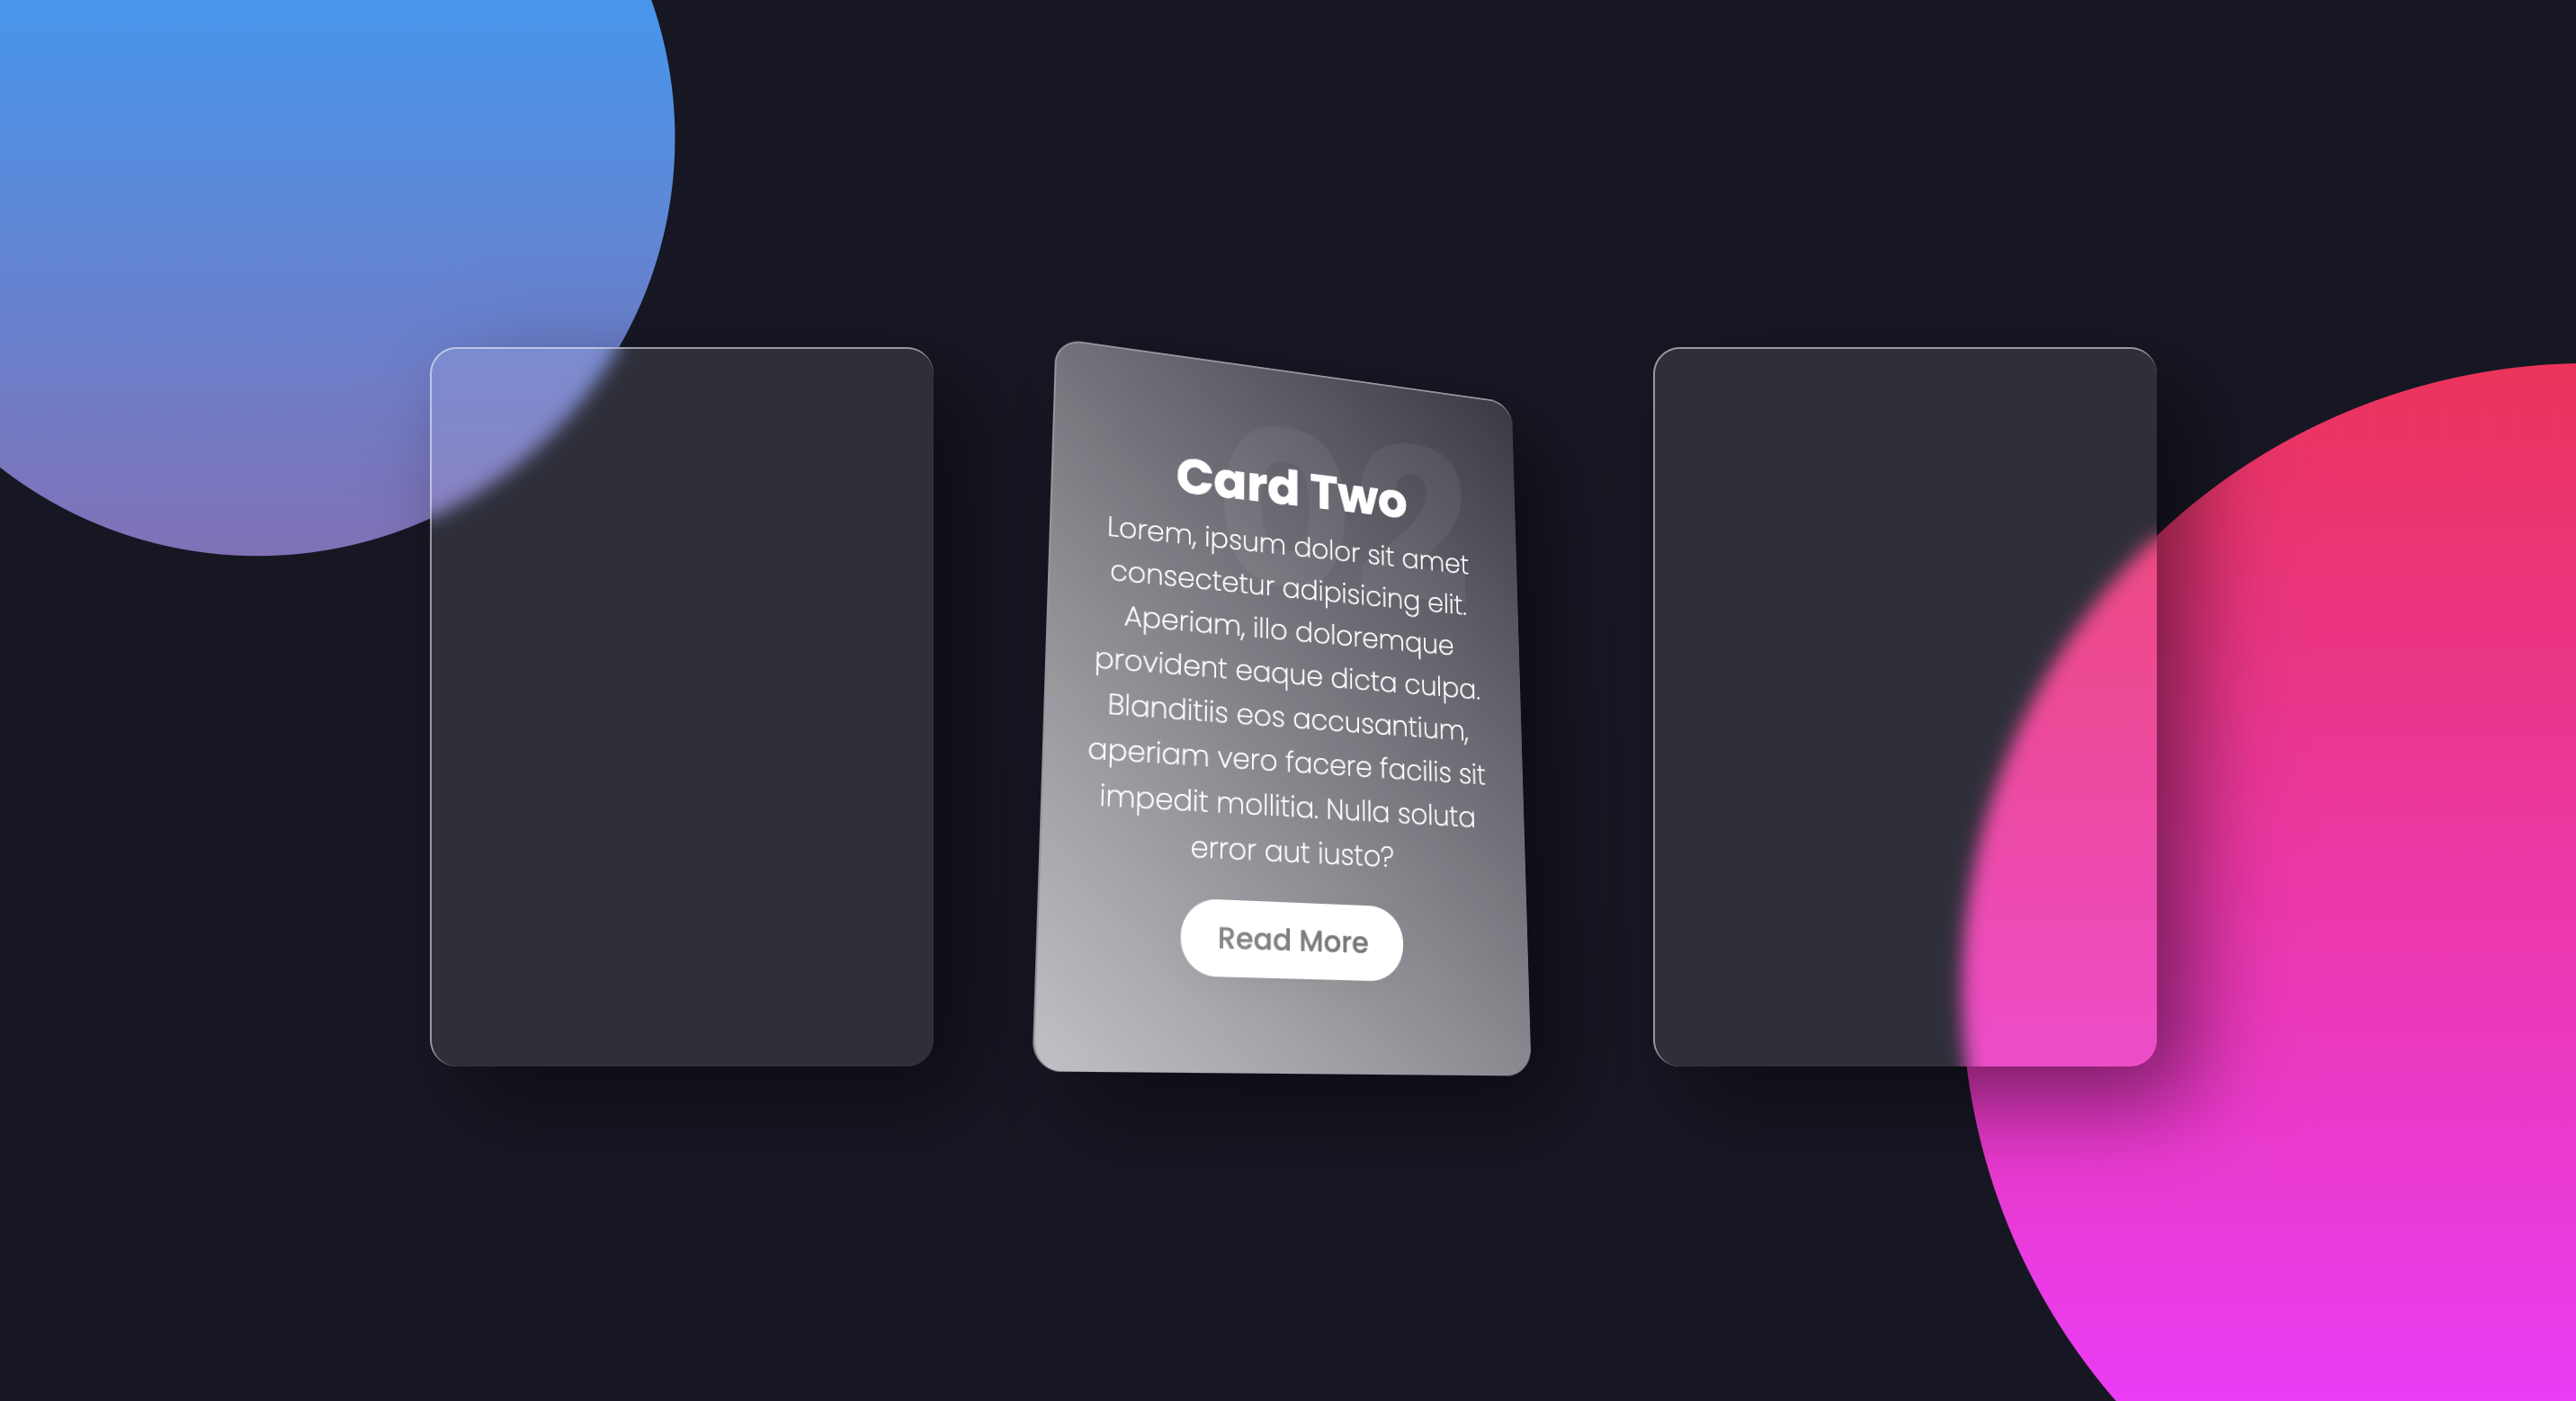 02
Card Two
Lorem, ipsum dolor sit amet
consectetur adipisicing elit.
Aperiam, illo doloremque
provident eaque dicta culpa.
Blanditiis eos accusantium,
aperiam vero facere facilis sit
impedit mollitia. Nulla soluta
error aut iusto?
Read More